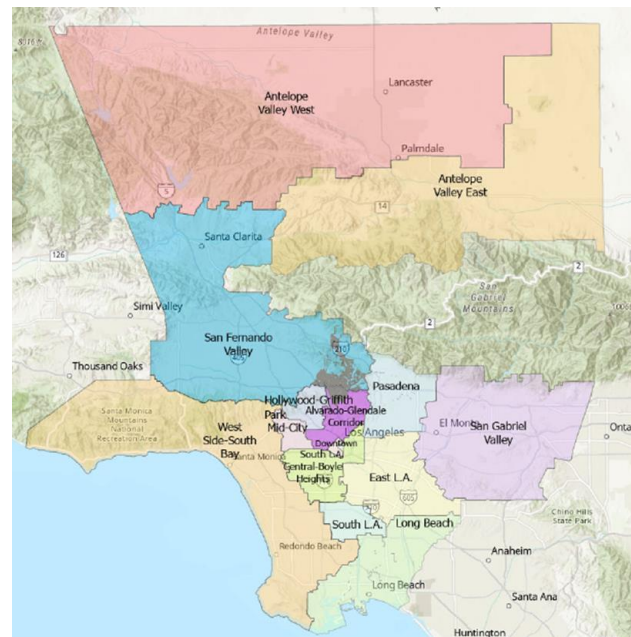 Antelope Valley
Lancaster
Antelope
Valley West
Palmdale
Antelope
Valley East
5
14
Santa Clarita
126
2
San
Gabriel
Mountains
Simi Valley
2
San Fernando
Valley
210
Thousand Oaks
Pasadena
Hollywood-Griffith
Park
Mid-City
Alvarado-Glendale
Corridor
Los Angeles
Santa Monica
Mountains
National
Recreation Area
West
Side-South
Bay
Santa Monica
El Monte
San Gabriel
Valley
Onta
Downtown
South L.A.
Central-Boyle
Heights
East L.A.
605
Chino Hills
State Park
South L.A.
Long Beach
Redondo Beach
Anaheim
Long Beach
Santa Ana
Huntington